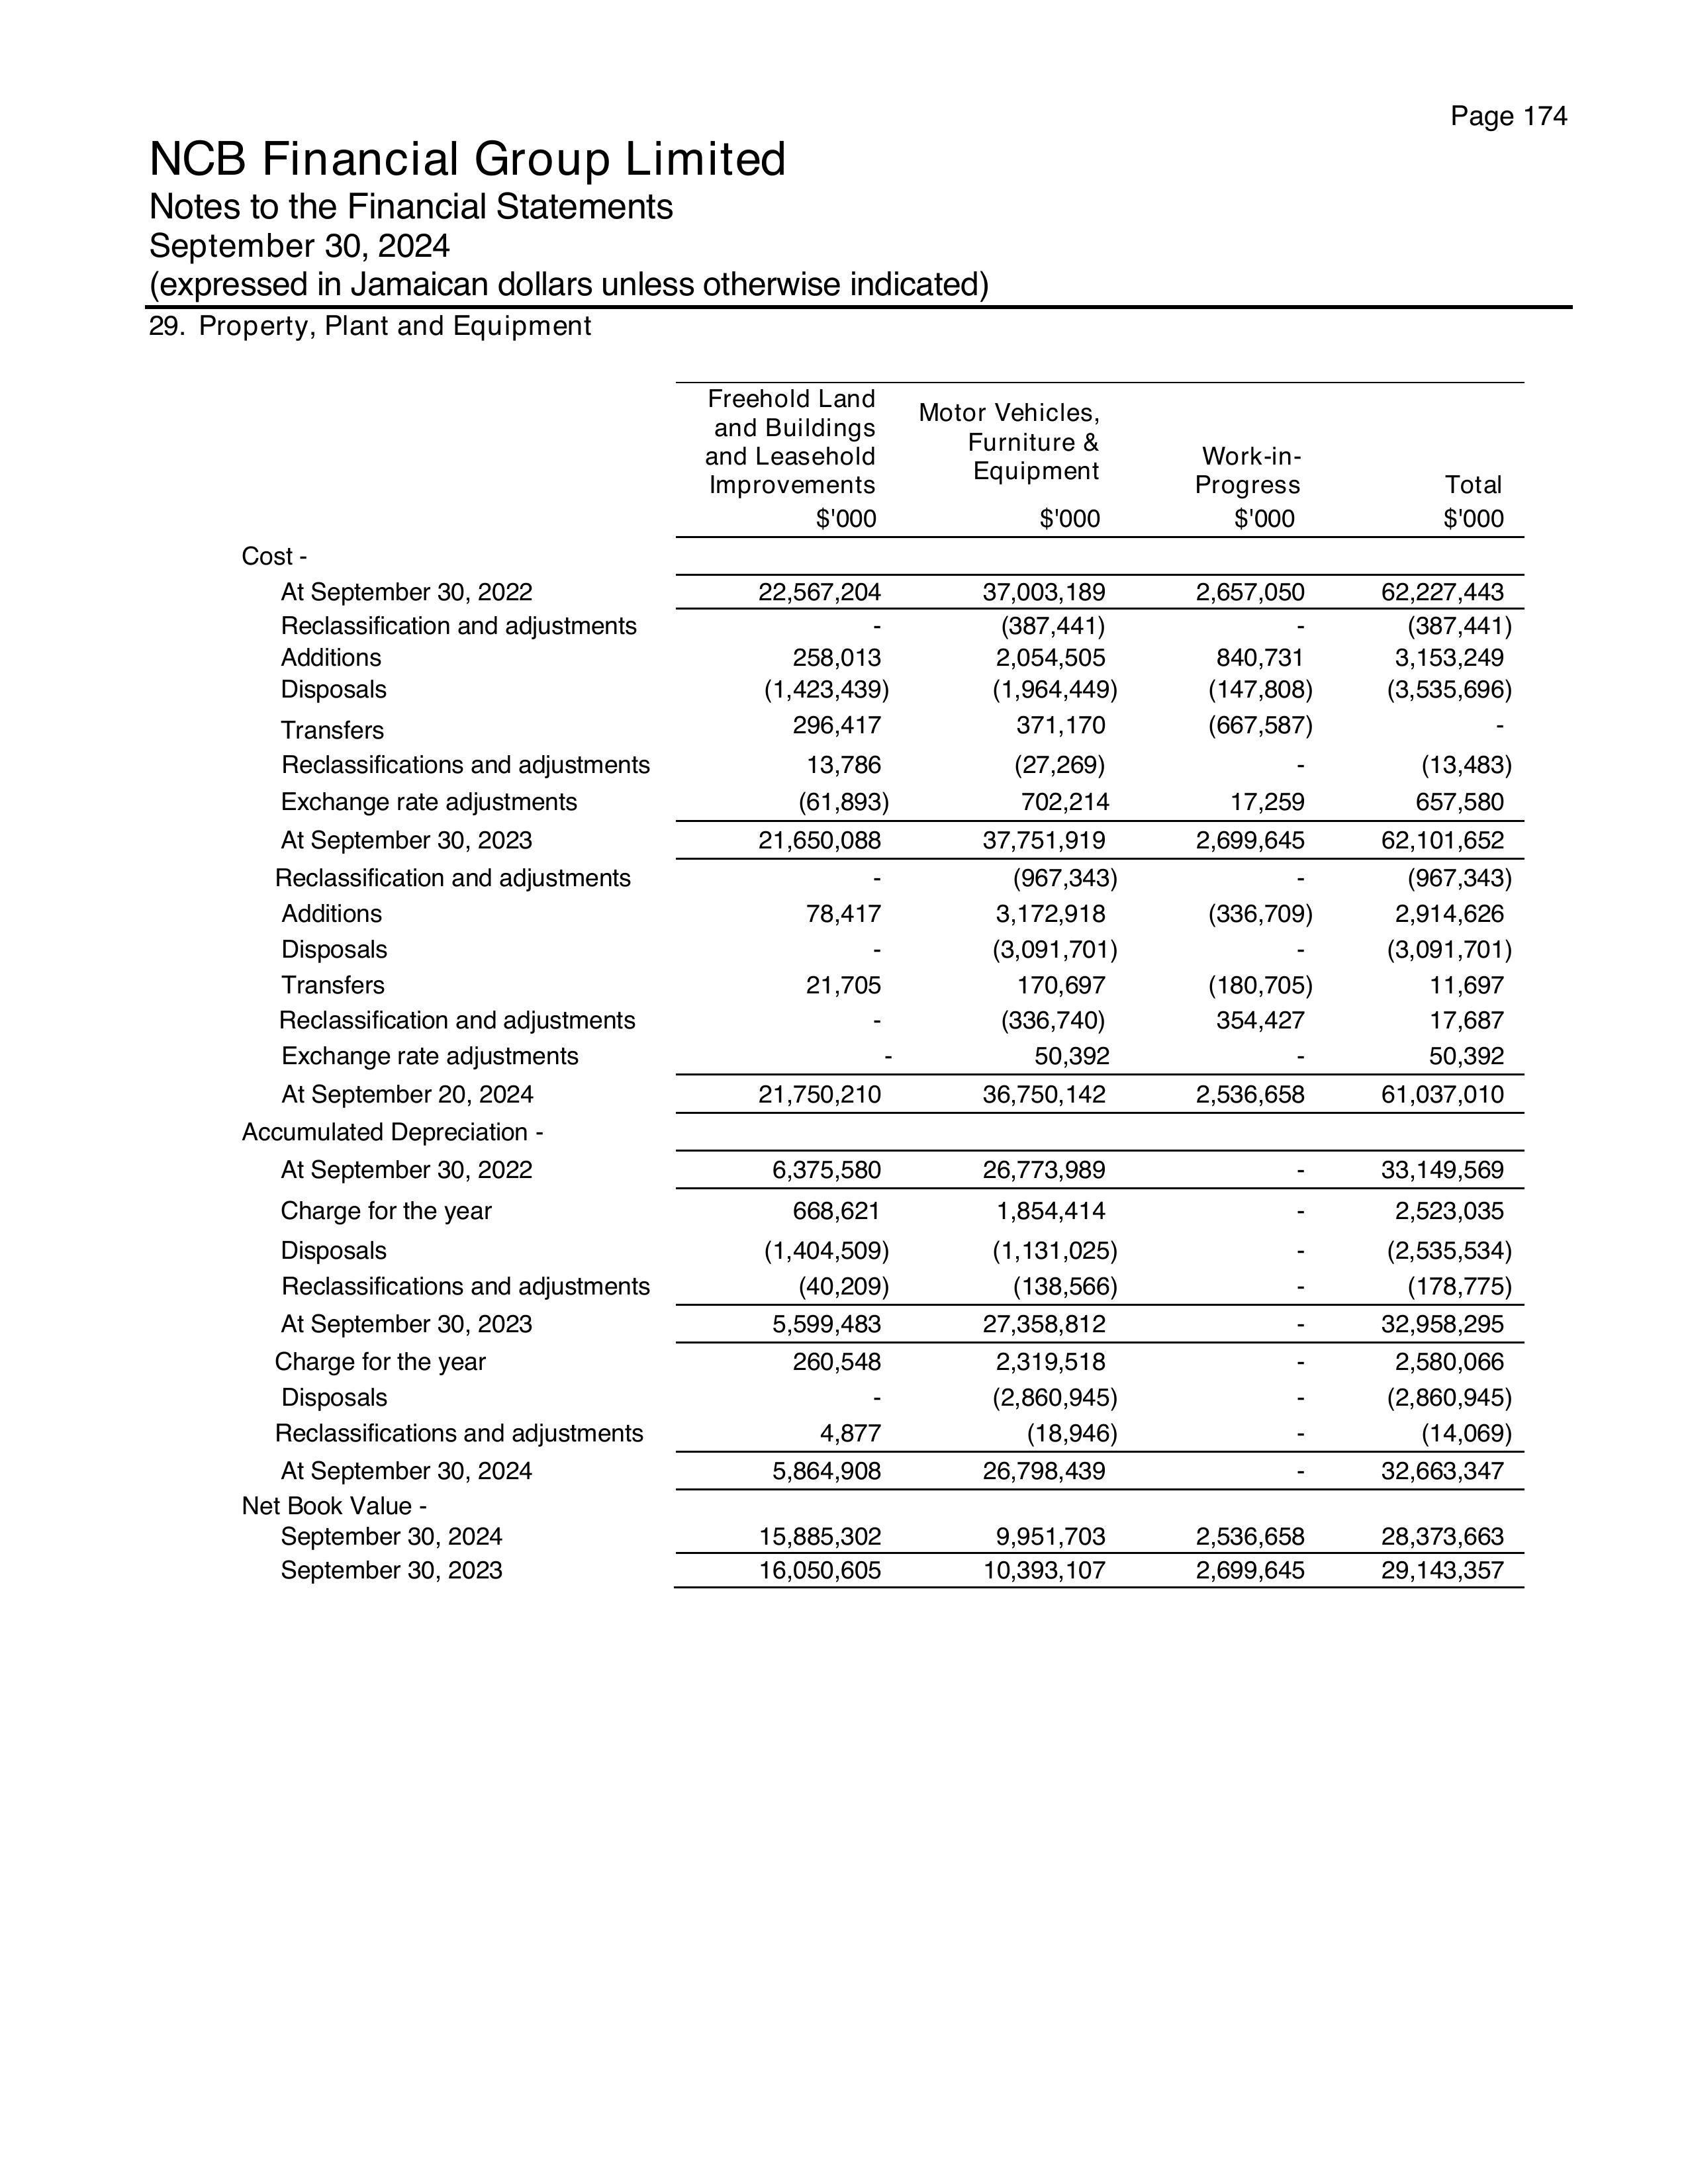 Page 174
NCB Financial Group Limited
Notes to the Financial Statements
September 30, 2024
(expressed in Jamaican dollars unless otherwise indicated)
29. Property, Plant and Equipment
Freehold Land and Buildings and Leasehold Improvements Motor Vehicles, Furniture & Equipment Work-in-Progress Total
$'000 $'000 $'000 $'000
Cost -
At September 30, 2022 22,567,204 37,003,189 2,657,050 62,227,443
Reclassification and adjustments - (387,441) - (387,441)
Additions 258,013 2,054,505 840,731 3,153,249
Disposals (1,423,439) (1,964,449) (147,808) (3,535,696)
Transfers 296,417 371,170 (667,587) -
Reclassifications and adjustments 13,786 (27,269) - (13,483)
Exchange rate adjustments (61,893) 702,214 17,259 657,580
At September 30, 2023 21,650,088 37,751,919 2,699,645 62,101,652
Reclassification and adjustments - (967,343) - (967,343)
Additions 78,417 3,172,918 (336,709) 2,914,626
Disposals - (3,091,701) - (3,091,701)
Transfers 21,705 170,697 (180,705) 11,697
Reclassification and adjustments - (336,740) 354,427 17,687
Exchange rate adjustments - 50,392 - 50,392
At September 20, 2024 21,750,210 36,750,142 2,536,658 61,037,010
Accumulated Depreciation -
At September 30, 2022 6,375,580 26,773,989 - 33,149,569
Charge for the year 668,621 1,854,414 - 2,523,035
Disposals (1,404,509) (1,131,025) - (2,535,534)
Reclassifications and adjustments (40,209) (138,566) - (178,775)
At September 30, 2023 5,599,483 27,358,812 - 32,958,295
Charge for the year 260,548 2,319,518 - 2,580,066
Disposals - (2,860,945) - (2,860,945)
Reclassifications and adjustments 4,877 (18,946) - (14,069)
At September 30, 2024 5,864,908 26,798,439 - 32,663,347
Net Book Value -
September 30, 2024 15,885,302 9,951,703 2,536,658 28,373,663
September 30, 2023 16,050,605 10,393,107 2,699,645 29,143,357